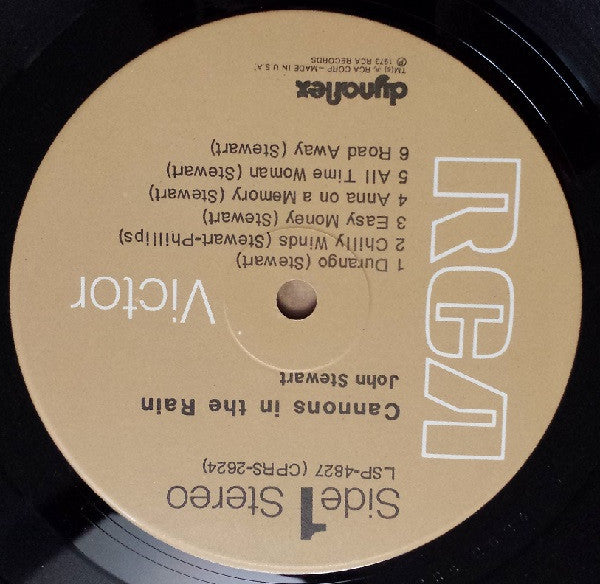 RCA
Side 1 Stereo
LSP-4827 (CPRS-2624)
Cannons in the Rain
John Stewart
Victor
1 Durango (Stewart)
2 Chilly Winds (Stewart-Phillips)
3 Easy Money (Stewart)
4 Anna on a Memory (Stewart)
5 All Time Woman (Stewart)
6 Road Away (Stewart)
dynaflex
TM(s) ® RCA CORP–MADE IN U.S.A.
℗ 1973 RCA RECORDS